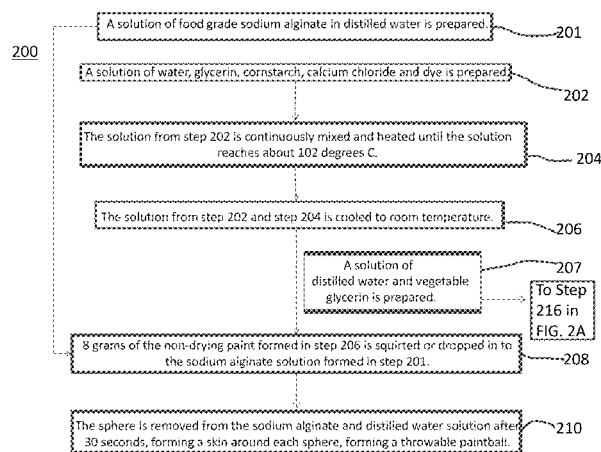 A solution of food grade sodium alginate in distilled water is prepared.
201
200
A solution of water, glycerin, cornstarch, calcium chloride and dye is prepared.
202
The solution from step 202 is continuously mixed and heated until the solution
reaches about 102 degrees C.
204
The solution from step 202 and step 204 is cooled to room temperature.
206
A solution of
distilled water and vegetable
glycerin is prepared.
207
To Step
216 in
FIG. 2A
8 grams of the non-drying paint formed in step 206 is squirted or dropped in to
the sodium alginate solution formed in step 201.
208
The sphere is removed from the sodium alginate and distilled water solution after
30 seconds, forming a skin around each sphere, forming a throwable paintball.
210